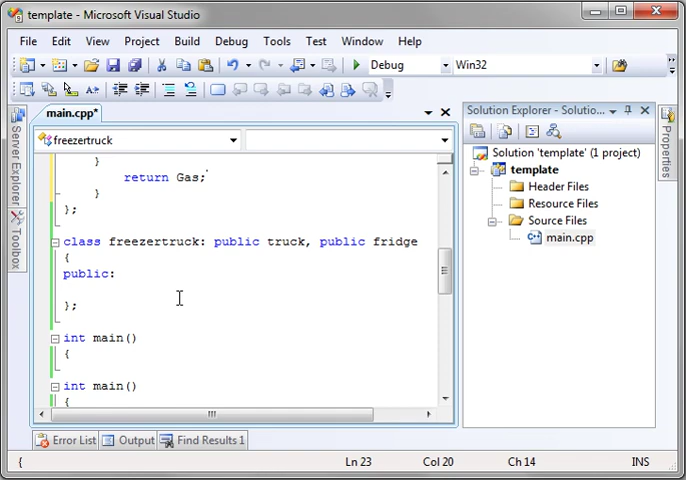 template - Microsoft Visual Studio
File Edit View Project Build Debug Tools Test Window Help
Debug Win32
main.cpp*
Solution Explorer - Solutio...
freezertruck
Server Explorer
Toolbox
Properties
Solution 'template' (1 project)
template
Header Files
Resource Files
Source Files
main.cpp
}
return Gas;
}
};
class freezertruck: public truck, public fridge
{
public:
};
int main()
{
int main()
{
Error List Output Find Results 1
{ Ln 23 Col 20 Ch 14 INS